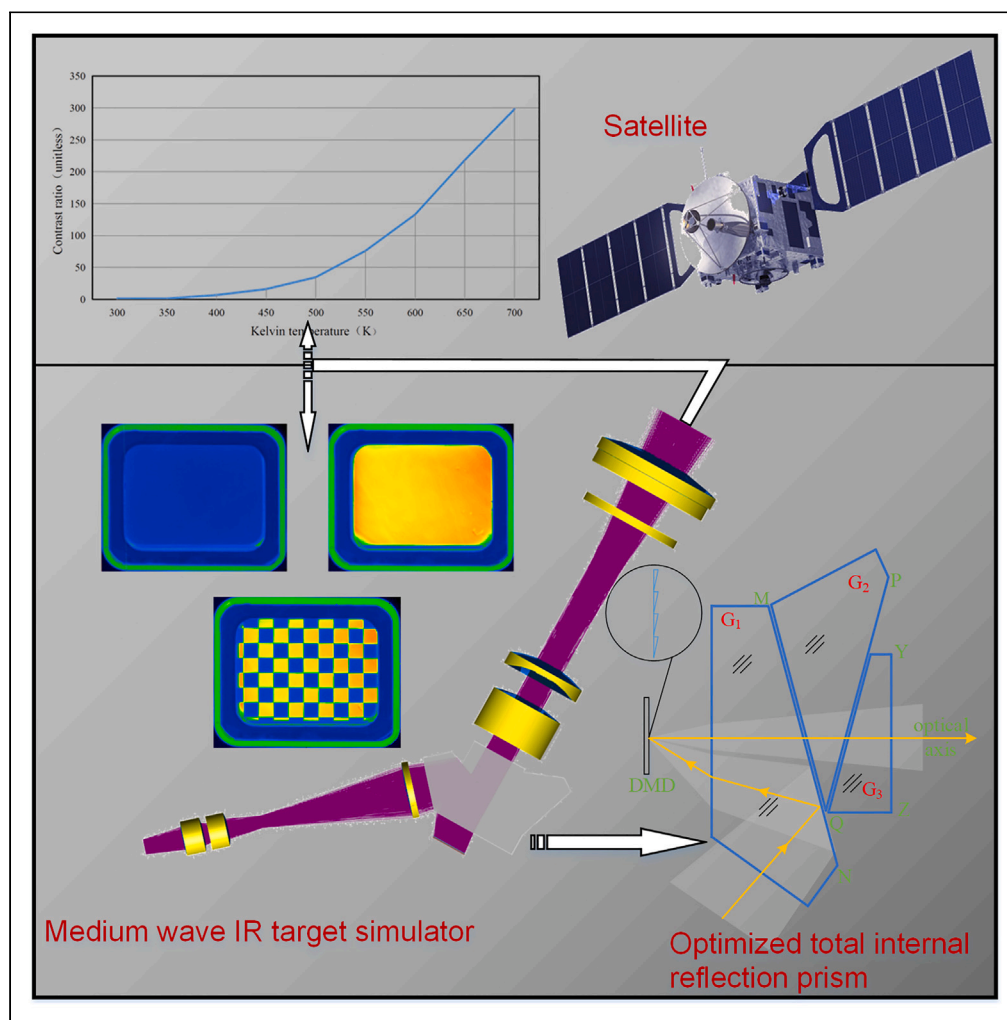 350
300
250
200
150
100
50
0
Contrast ratio（unitless）
300 350 400 450 500 550 600 650 700
Kelvin temperature（K）
Satellite
M
G₁
G₂
P
Y
optical
DMD
G₃
Q
N
Medium wave IR target simulator
Optimized total internal
reflection prism